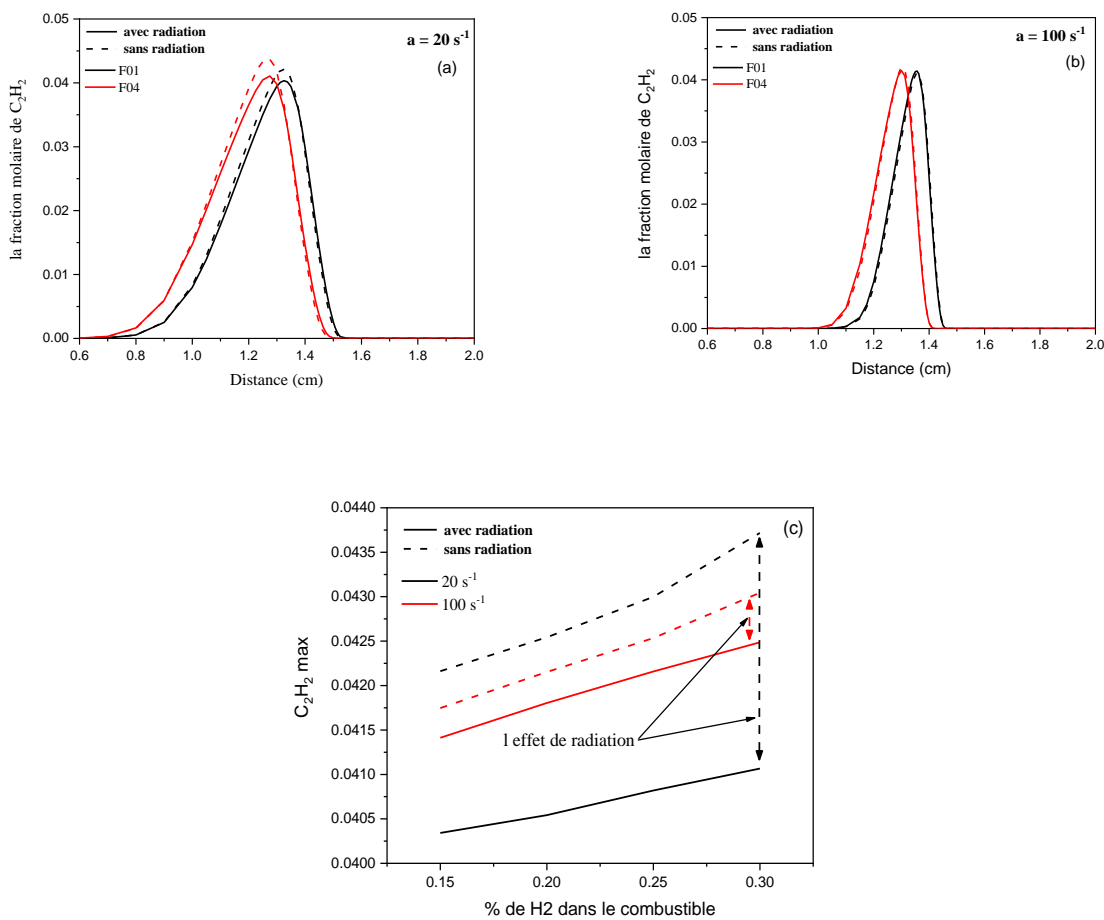 avec radiation
sans radiation
a = 20 s⁻¹
(a)
F01
F04
la fraction molaire de C₂H₂
0.05
0.04
0.03
0.02
0.01
0.00
0.6 0.8 1.0 1.2 1.4 1.6 1.8 2.0
Distance (cm)
avec radiation
sans radiation
a = 100 s⁻¹
(b)
F01
F04
la fraction molaire de C₂H₂
0.05
0.04
0.03
0.02
0.01
0.00
0.6 0.8 1.0 1.2 1.4 1.6 1.8 2.0
Distance (cm)
avec radiation
sans radiation
(c)
20 s⁻¹
100 s⁻¹
l effet de radiation
C₂H₂ max
0.0440
0.0435
0.0430
0.0425
0.0420
0.0415
0.0410
0.0405
0.0400
0.15 0.20 0.25 0.30
% de H2 dans le combustible